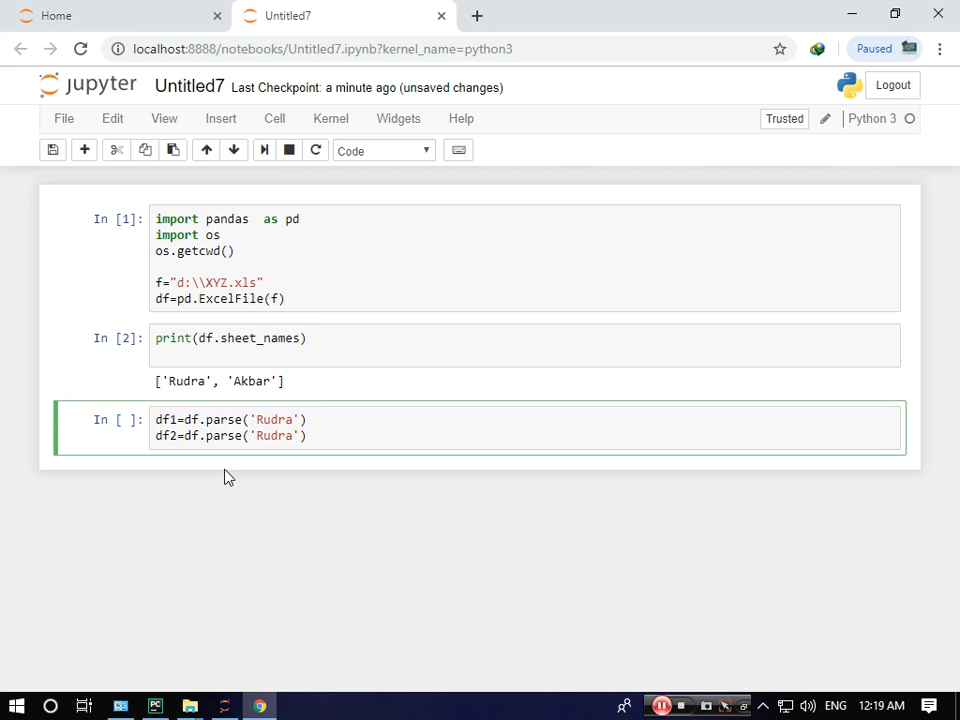 Home
Untitled7
localhost:8888/notebooks/Untitled7.ipynb?kernel_name=python3
Paused
jupyter Untitled7 Last Checkpoint: a minute ago (unsaved changes)
Logout
File Edit View Insert Cell Kernel Widgets Help
Trusted
Python 3
Code
In [1]:
import pandas as pd
import os
os.getcwd()
f="d:\\XYZ.xls"
df=pd.ExcelFile(f)
In [2]:
print(df.sheet_names)
['Rudra', 'Akbar']
In [ ]:
df1=df.parse('Rudra')
df2=df.parse('Rudra')
PC
ENG 12:19 AM